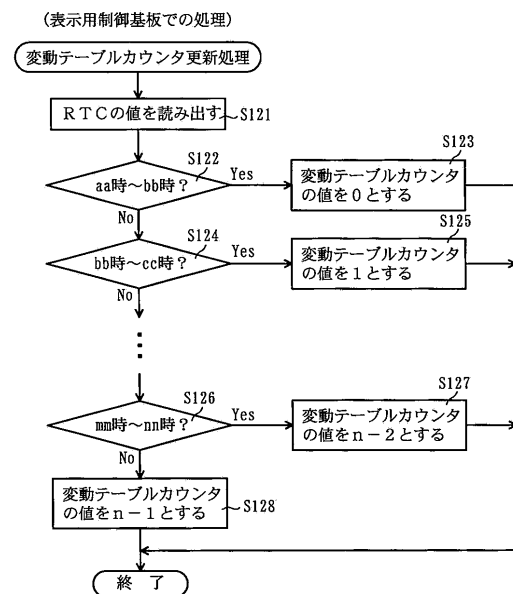 (表示用制御基板での処理)
変動テーブルカウンタ更新処理
RTCの値を読み出す
S121
S122
aa時~bb時?
Yes
No
S123
変動テーブルカウンタ
の値を0とする
S124
bb時~cc時?
Yes
No
S125
変動テーブルカウンタ
の値を1とする
S126
mm時~nn時?
Yes
No
S127
変動テーブルカウンタ
の値をn-2とする
変動テーブルカウンタ
の値をn-1とする
S128
終 了